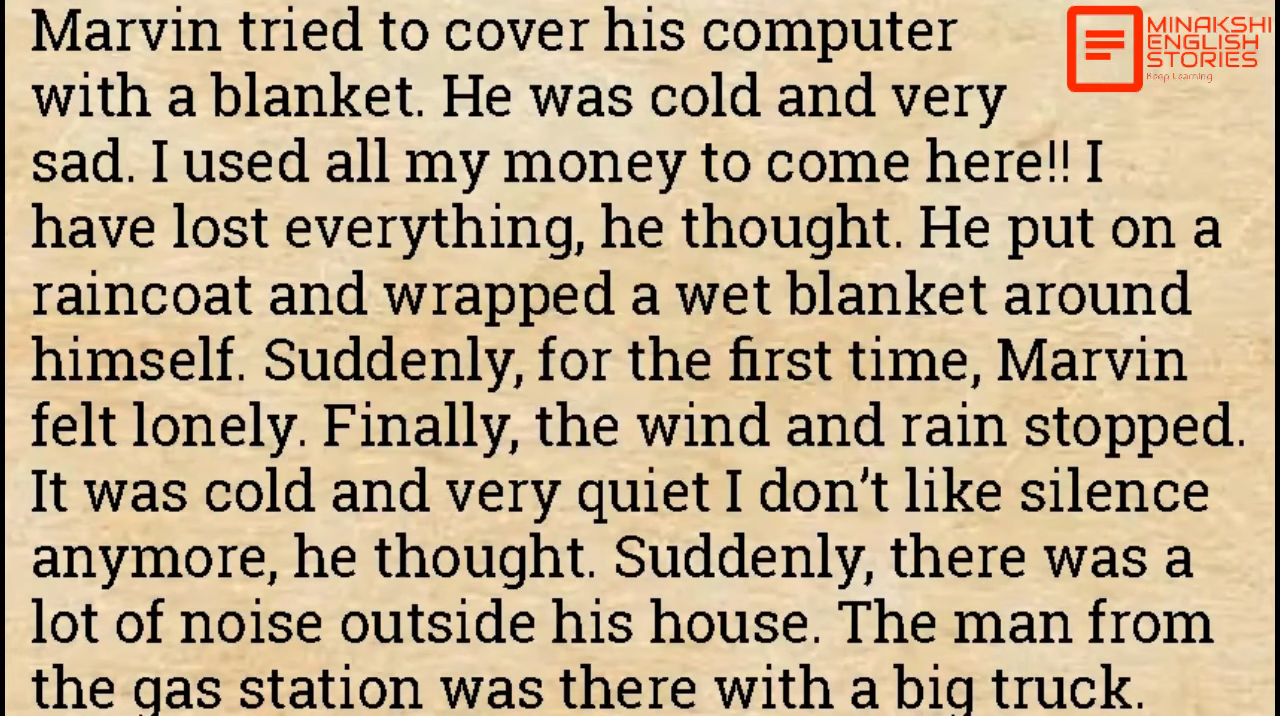 Marvin tried to cover his computer
with a blanket. He was cold and very
sad. I used all my money to come here!! I
have lost everything, he thought. He put on a
raincoat and wrapped a wet blanket around
himself. Suddenly, for the first time, Marvin
felt lonely. Finally, the wind and rain stopped.
It was cold and very quiet I don’t like silence
anymore, he thought. Suddenly, there was a
lot of noise outside his house. The man from
the gas station was there with a big truck.
MINAKSHI
ENGLISH
STORIES
Keep Learning